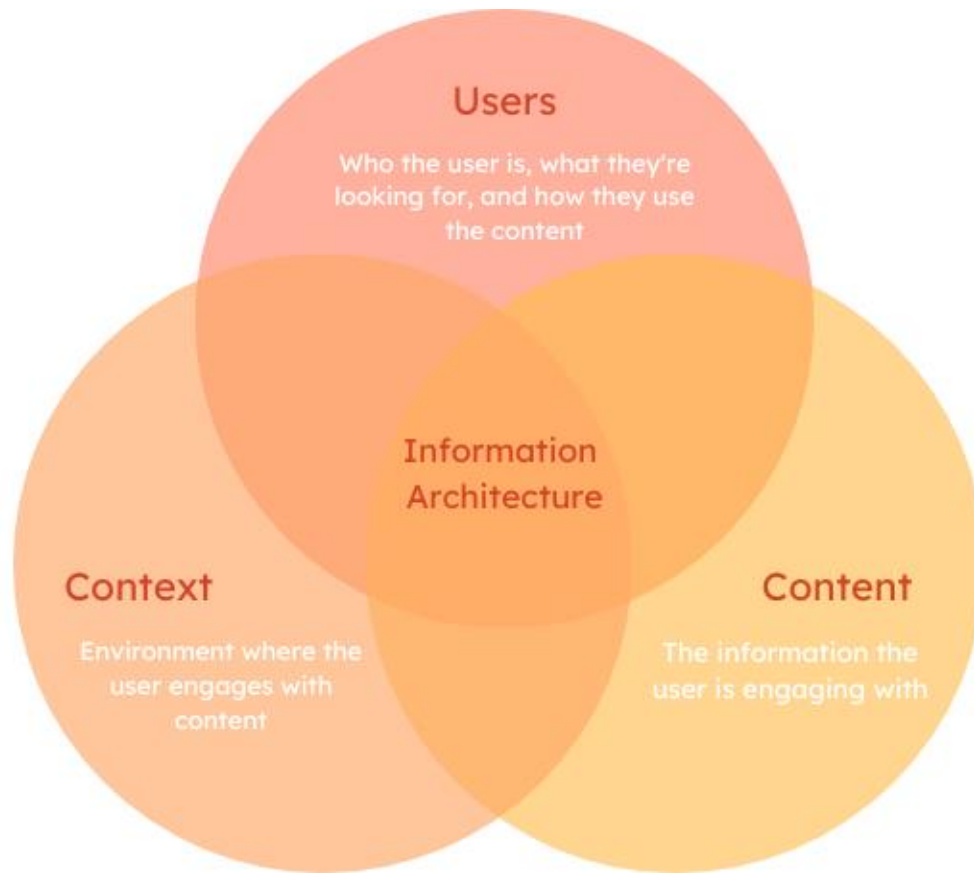 Users
Who the user is, what they're
looking for, and how they use
the content
Information
Architecture
Context
Environment where the
user engages with
content
Content
The information the
user is engaging with